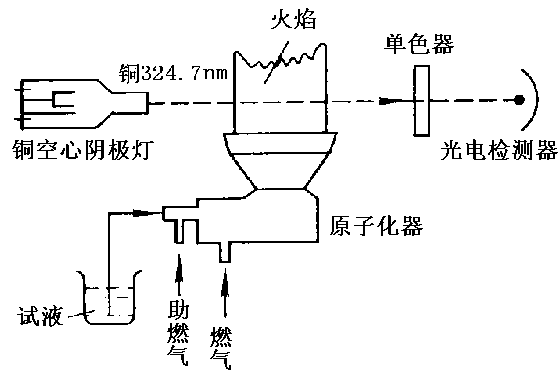 火焰
单色器
铜324.7nm
铜空心阴极灯
光电检测器
原子化器
试液
助燃气
燃气